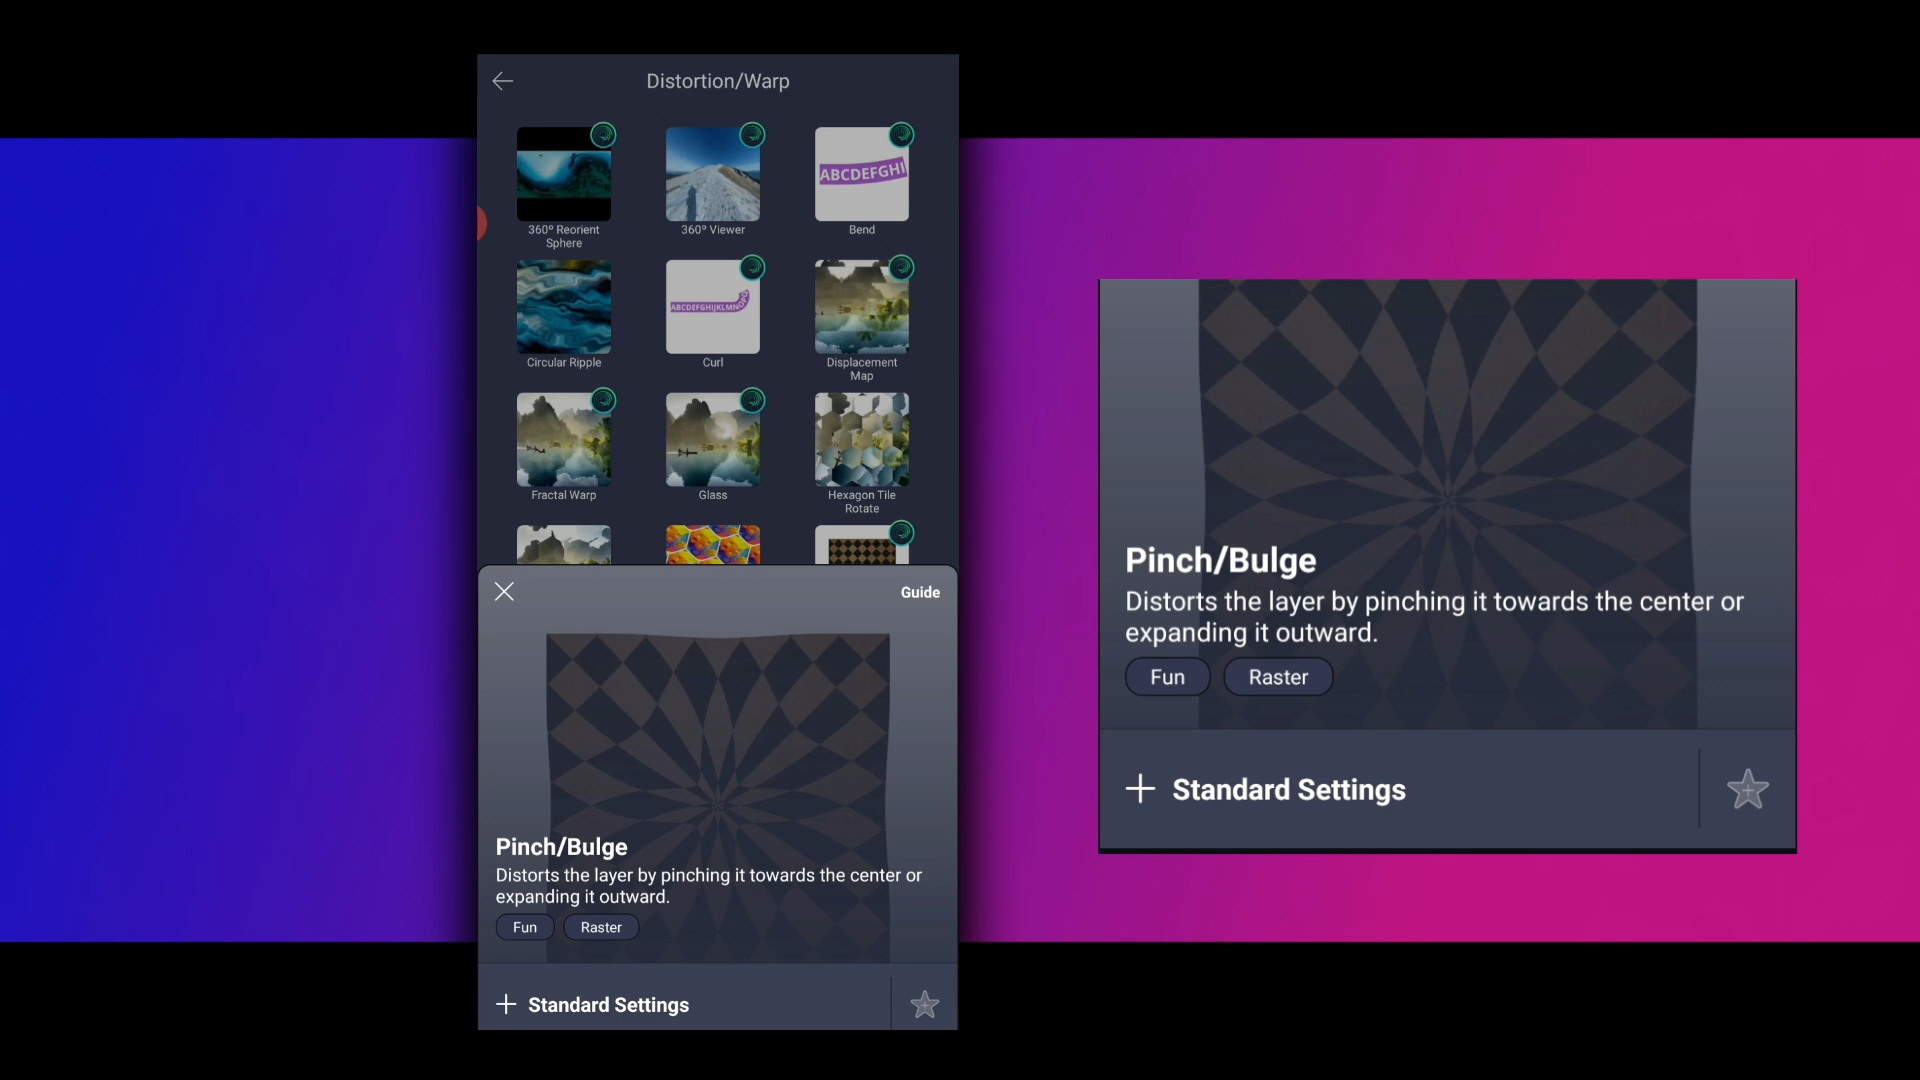 Distortion/Warp
360º Reorient
Sphere
360º Viewer
ABCDEFGHI
Bend
Circular Ripple
ABCDEFGHIJKLMNOPQ
Curl
Displacement
Map
Fractal Warp
Glass
Hexagon Tile
Rotate
Guide
Pinch/Bulge
Distorts the layer by pinching it towards the center or
expanding it outward.
Fun
Raster
Standard Settings
Pinch/Bulge
Distorts the layer by pinching it towards the center or
expanding it outward.
Fun
Raster
Standard Settings